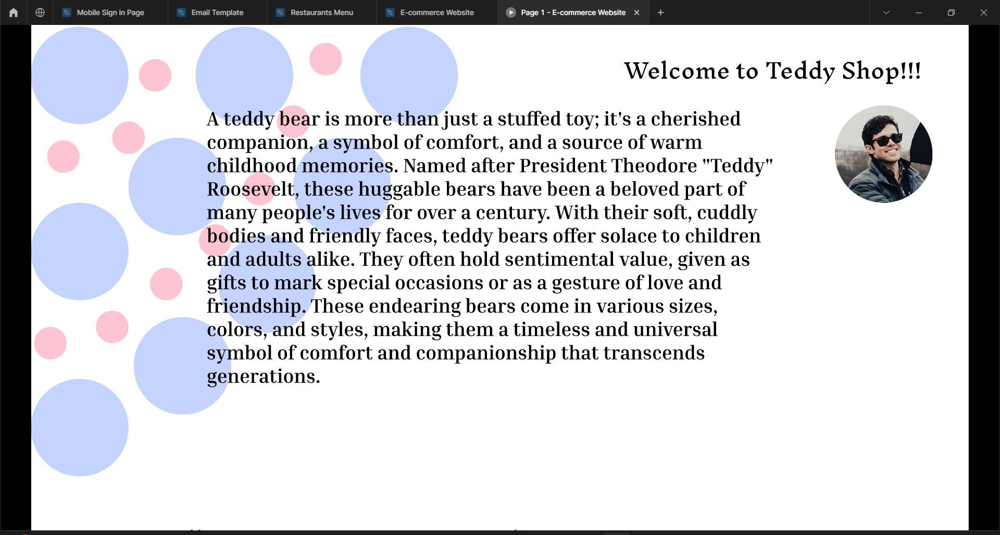 Mobile Sign in Page
Email Template
Restaurants Menu
E-commerce Website
Page 1 - E-commerce Website
Welcome to Teddy Shop!!!
A teddy bear is more than just a stuffed toy; it's a cherished
companion, a symbol of comfort, and a source of warm
childhood memories. Named after President Theodore "Teddy"
Roosevelt, these huggable bears have been a beloved part of
many people's lives for over a century. With their soft, cuddly
bodies and friendly faces, teddy bears offer solace to children
and adults alike. They often hold sentimental value, given as
gifts to mark special occasions or as a gesture of love and
friendship. These endearing bears come in various sizes,
colors, and styles, making them a timeless and universal
symbol of comfort and companionship that transcends
generations.